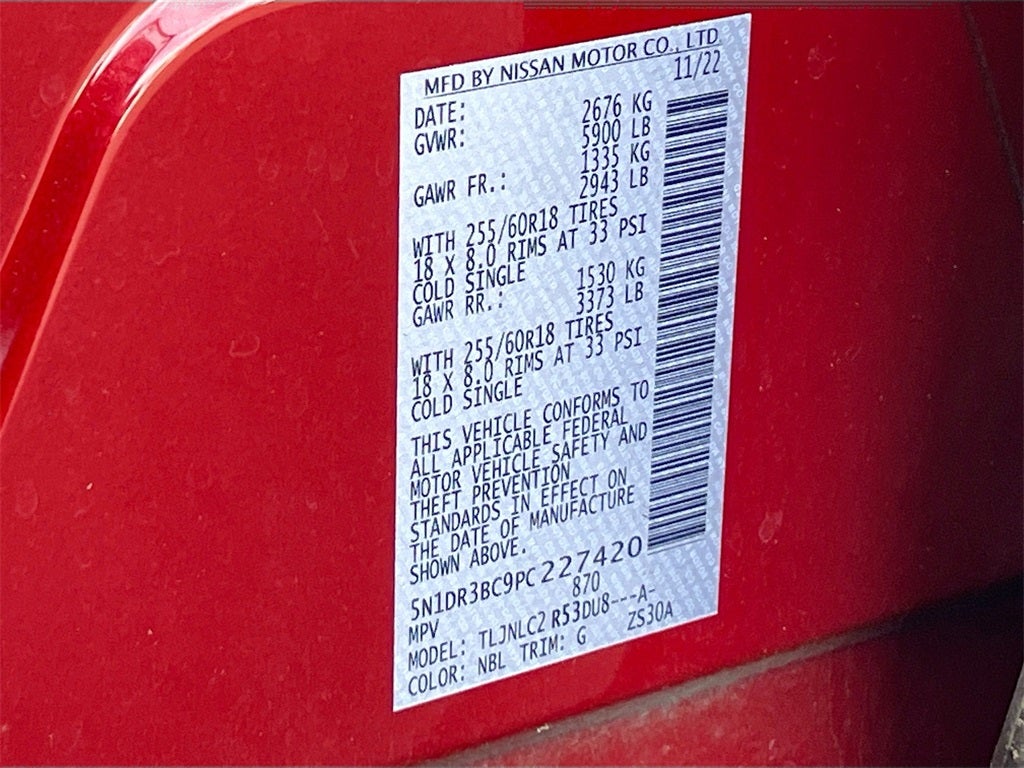 MFD BY NISSAN MOTOR CO., LTD.
DATE: 11/22
GVWR: 2676 KG
5900 LB
GAWR FR.: 1335 KG
2943 LB
WITH 255/60R18 TIRES
18 X 8.0 RIMS AT 33 PSI
COLD SINGLE
GAWR RR.: 1530 KG
3373 LB
WITH 255/60R18 TIRES
18 X 8.0 RIMS AT 33 PSI
COLD SINGLE
THIS VEHICLE CONFORMS TO
ALL APPLICABLE FEDERAL
MOTOR VEHICLE SAFETY AND
THEFT PREVENTION
STANDARDS IN EFFECT ON
THE DATE OF MANUFACTURE
SHOWN ABOVE.
5N1DR3BC9PC227420
MPV 870
MODEL: TLJNLC2 R53DU8---A-
COLOR: NBL TRIM: G ZS30A